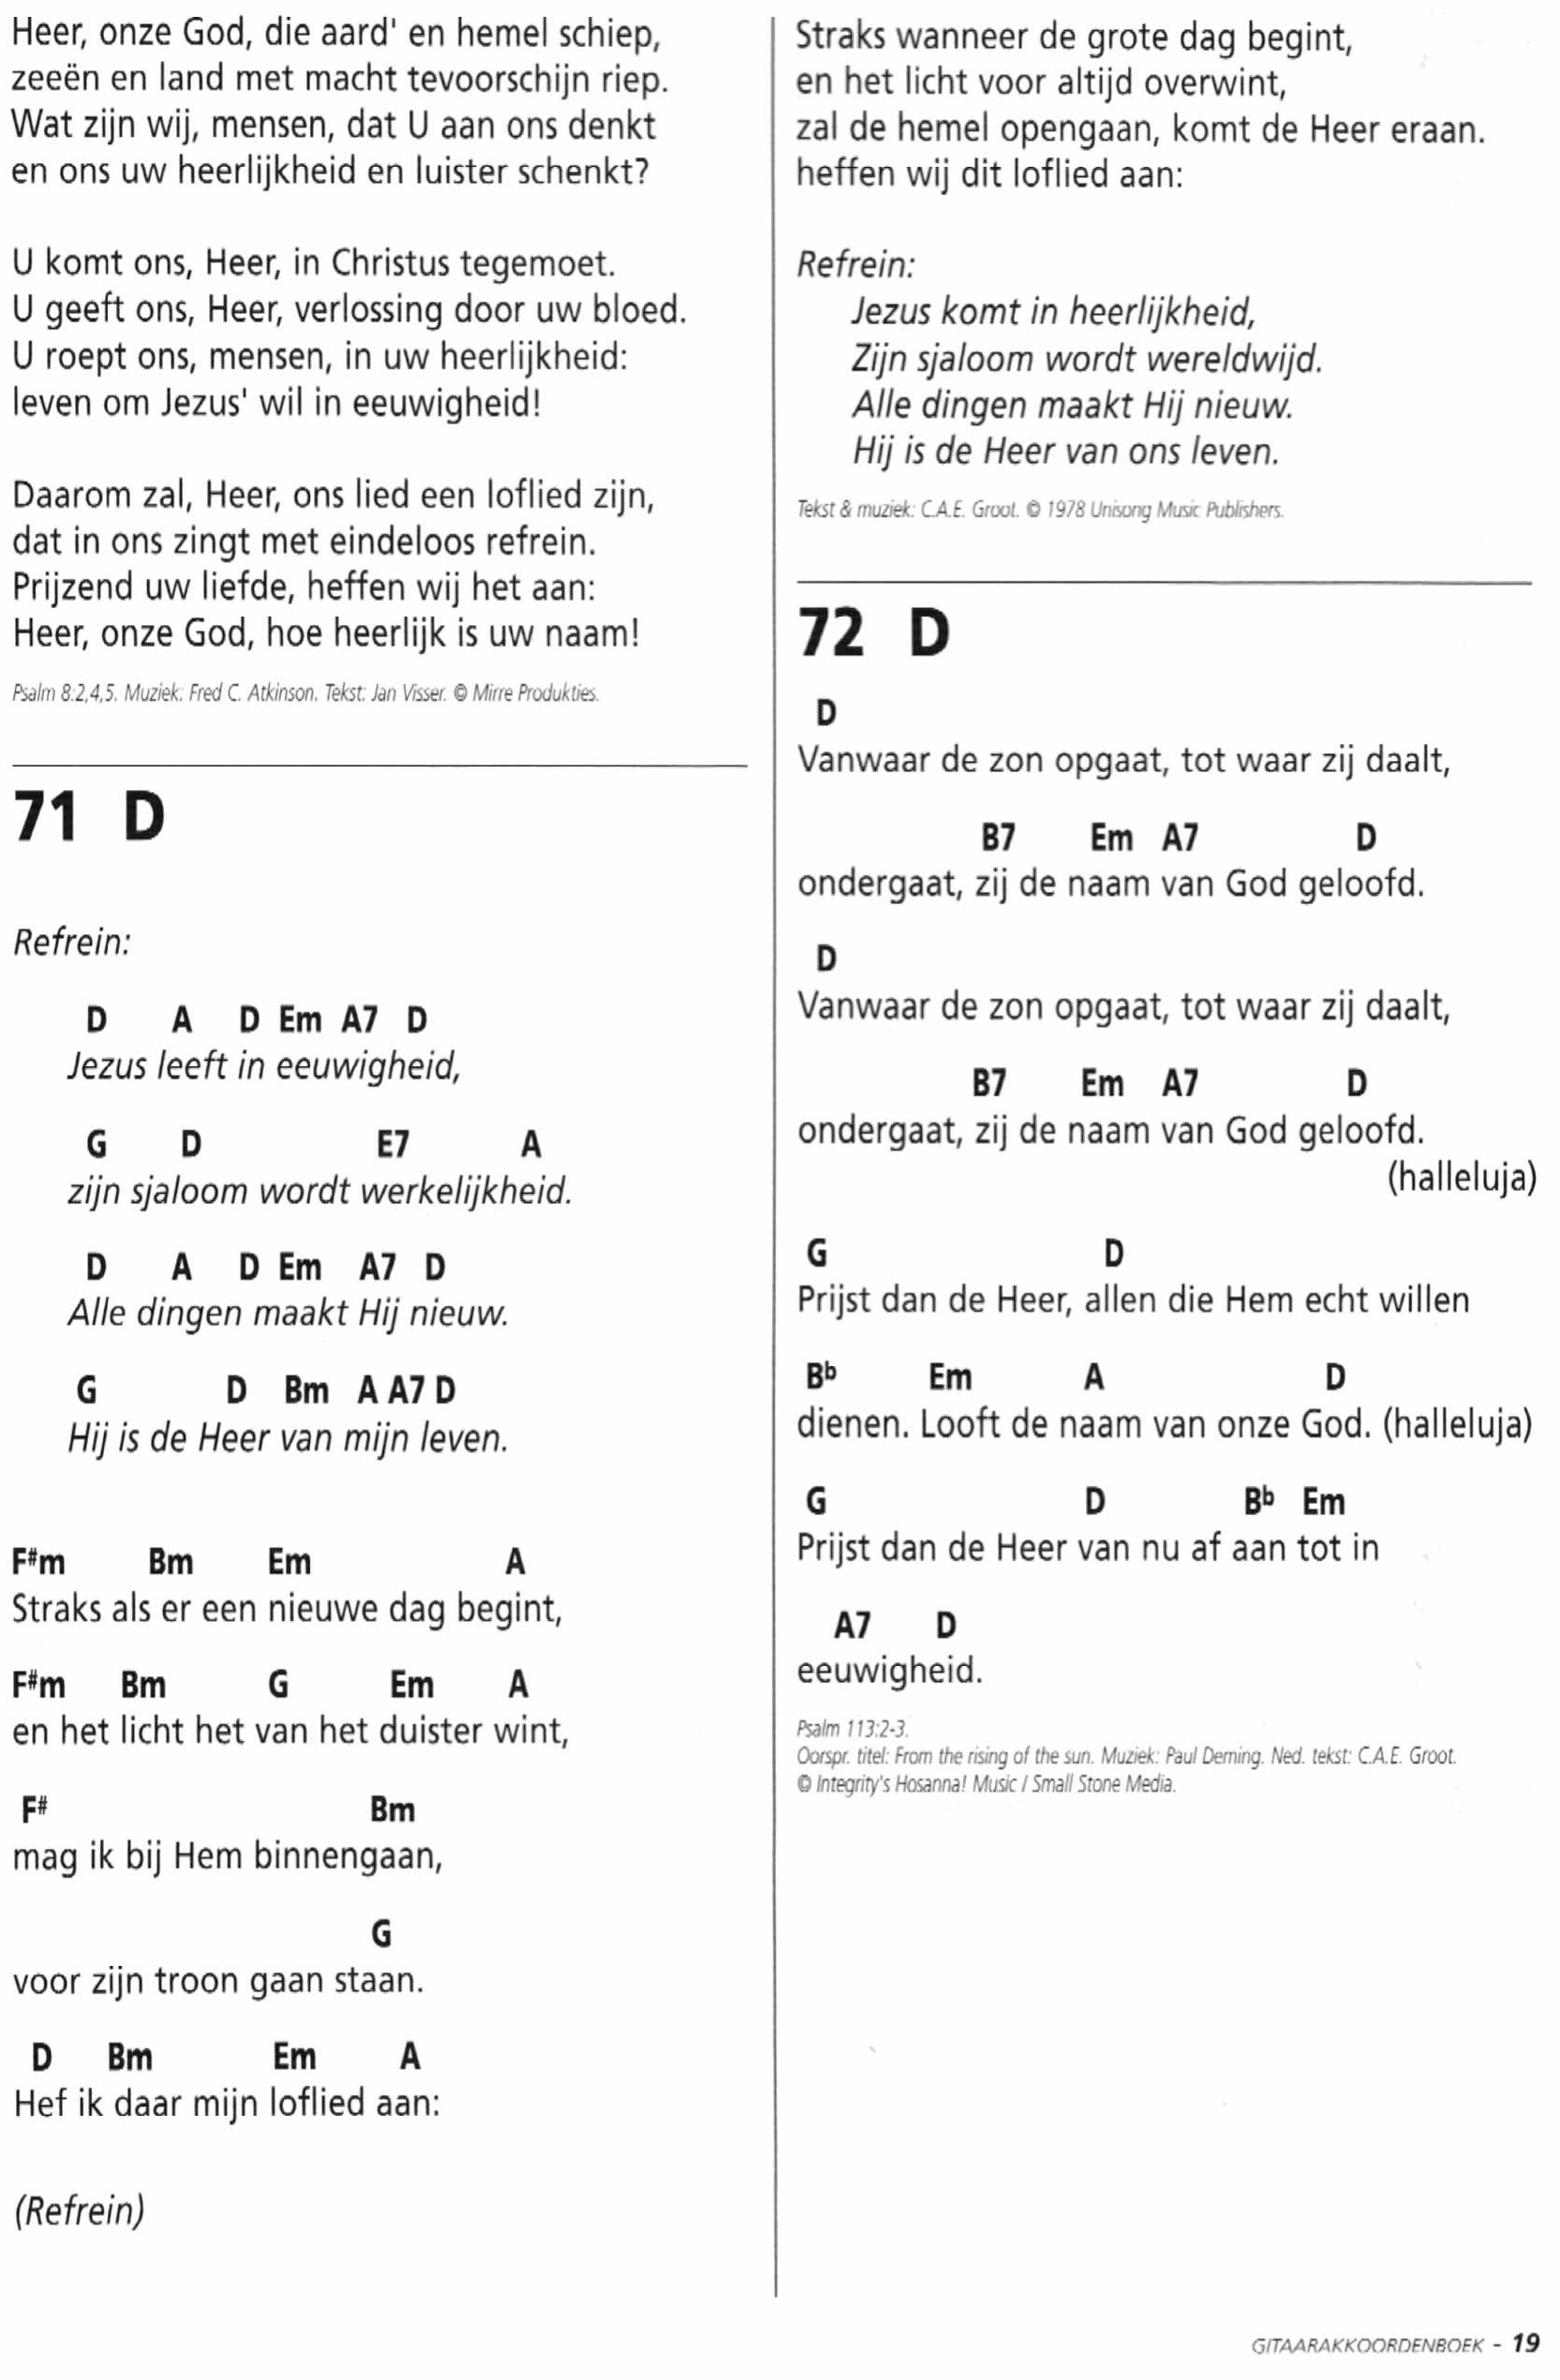 Heer, onze God, die aard' en hemel schiep,
zeeën en land met macht tevoorschijn riep.
Wat zijn wij, mensen, dat U aan ons denkt
en ons uw heerlijkheid en luister schenkt?
U komt ons, Heer, in Christus tegemoet.
U geeft ons, Heer, verlossing door uw bloed.
U roept ons, mensen, in uw heerlijkheid:
leven om Jezus' wil in eeuwigheid!
Daarom zal, Heer, ons lied een loflied zijn,
dat in ons zingt met eindeloos refrein.
Prijzend uw liefde, heffen wij het aan:
Heer, onze God, hoe heerlijk is uw naam!
Psalm 8:2,4,5. Muziek: Fred C. Atkinson. Tekst: Jan Visser. © Mirre Produkties.
71 D
Refrein:
D A D Em A7 D
Jezus leeft in eeuwigheid,
G D E7 A
zijn sjaloom wordt werkelijkheid.
D A D Em A7 D
Alle dingen maakt Hij nieuw.
G D Bm A A7 D
Hij is de Heer van mijn leven.
F#m Bm Em A
Straks als er een nieuwe dag begint,
F#m Bm G Em A
en het licht het van het duister wint,
F# Bm
mag ik bij Hem binnengaan,
G
voor zijn troon gaan staan.
D Bm Em A
Hef ik daar mijn loflied aan:
(Refrein)
Straks wanneer de grote dag begint,
en het licht voor altijd overwint,
zal de hemel opengaan, komt de Heer eraan.
heffen wij dit loflied aan:
Refrein:
Jezus komt in heerlijkheid,
Zijn sjaloom wordt wereldwijd.
Alle dingen maakt Hij nieuw.
Hij is de Heer van ons leven.
Tekst & muziek: C.A.E. Groot. © 1978 Unisong Music Publishers.
72 D
D
Vanwaar de zon opgaat, tot waar zij daalt,
B7 Em A7 D
ondergaat, zij de naam van God geloofd.
D
Vanwaar de zon opgaat, tot waar zij daalt,
B7 Em A7 D
ondergaat, zij de naam van God geloofd.
(halleluja)
G D
Prijst dan de Heer, allen die Hem echt willen
Bb Em A D
dienen. Looft de naam van onze God. (halleluja)
G D Bb Em
Prijst dan de Heer van nu af aan tot in
A7 D
eeuwigheid.
Psalm 113:2-3.
Oorspr. titel: From the rising of the sun. Muziek: Paul Deming. Ned. tekst: C.A.E. Groot.
© Integrity's Hosanna! Music / Small Stone Media.
GITAARAKKOORDENBOEK - 19